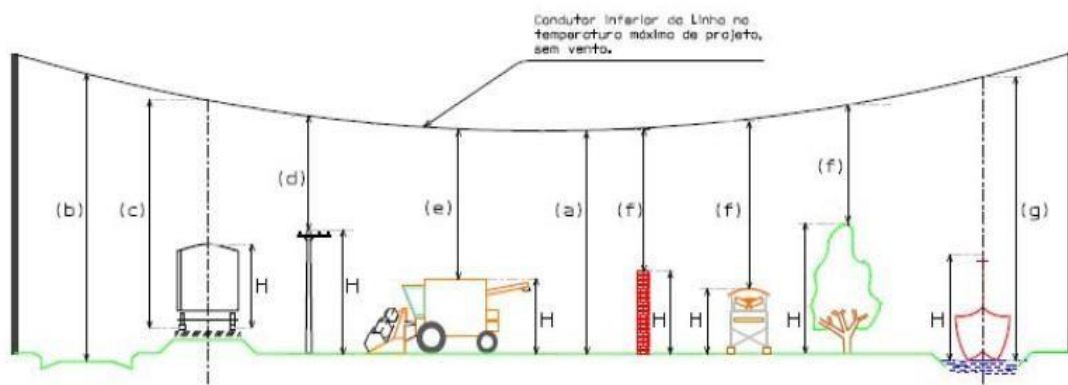 Condutor inferior da Linha na
temperatura máxima de projeto,
sem vento.
(b)
(c)
(d)
(e)
(a)
(f)
(f)
(f)
(g)
H
H
H
H
H
H
H